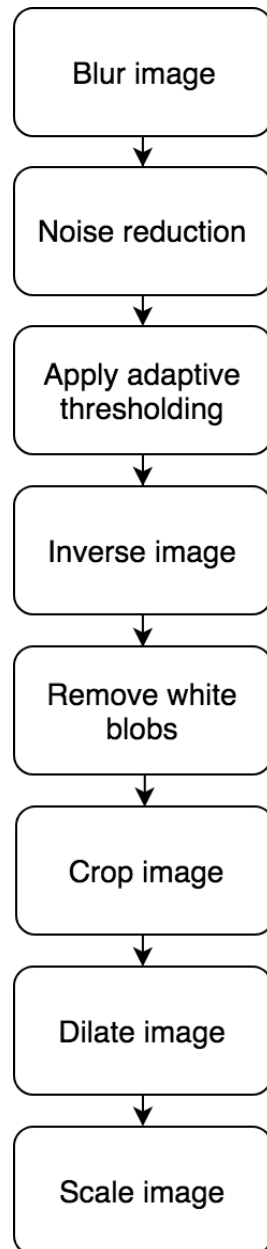 Blur image
Noise reduction
Apply adaptive
thresholding
Inverse image
Remove white
blobs
Crop image
Dilate image
Scale image